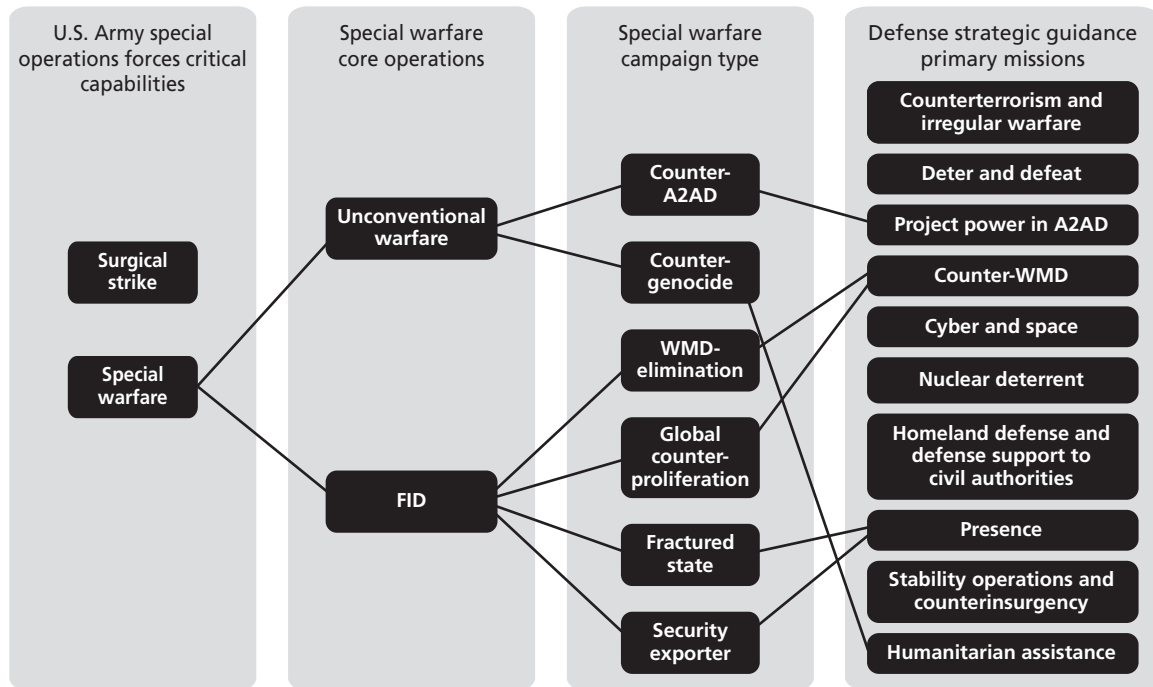 U.S. Army special
operations forces critical
capabilities
Surgical
strike
Special
warfare
Special warfare
core operations
Unconventional
warfare
FID
Special warfare
campaign type
Counter-
A2AD
Counter-
genocide
WMD-
elimination
Global
counter-
proliferation
Fractured
state
Security
exporter
Defense strategic guidance
primary missions
Counterterrorism and
irregular warfare
Deter and defeat
Project power in A2AD
Counter-WMD
Cyber and space
Nuclear deterrent
Homeland defense and
defense support to
civil authorities
Presence
Stability operations and
counterinsurgency
Humanitarian assistance